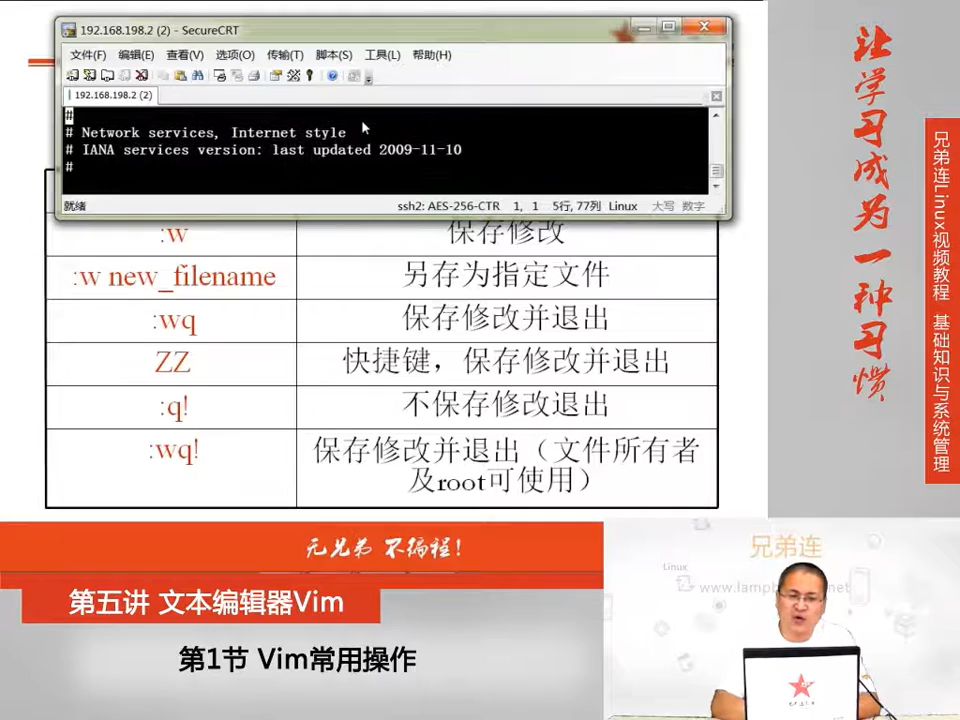 192.168.198.2 (2) - SecureCRT
文件(F) 编辑(E) 查看(V) 选项(O) 传输(T) 脚本(S) 工具(L) 帮助(H)
192.168.198.2 (2)
#
# Network services, Internet style
# IANA services version: last updated 2009-11-10
#
就绪 ssh2: AES-256-CTR 1, 1 5行, 77列 Linux 大写 数字
:w 保存修改
:w new_filename 另存为指定文件
:wq 保存修改并退出
ZZ 快捷键，保存修改并退出
:q! 不保存修改退出
:wq! 保存修改并退出（文件所有者
及root可使用）
让学习成为一种习惯
兄弟连Linux视频教程 基础知识与系统管理
无兄弟 不编程!
第五讲 文本编辑器Vim
第1节 Vim常用操作
兄弟连
Linux